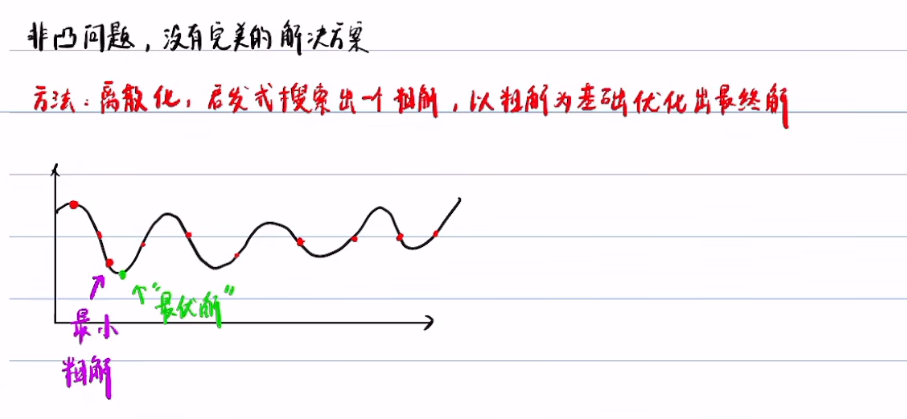 非凸问题，没有完美的解决方案
方法：离散化，启发式搜索出一个粗解，以粗解为基础优化出最终解
"最优解"
最小
粗解